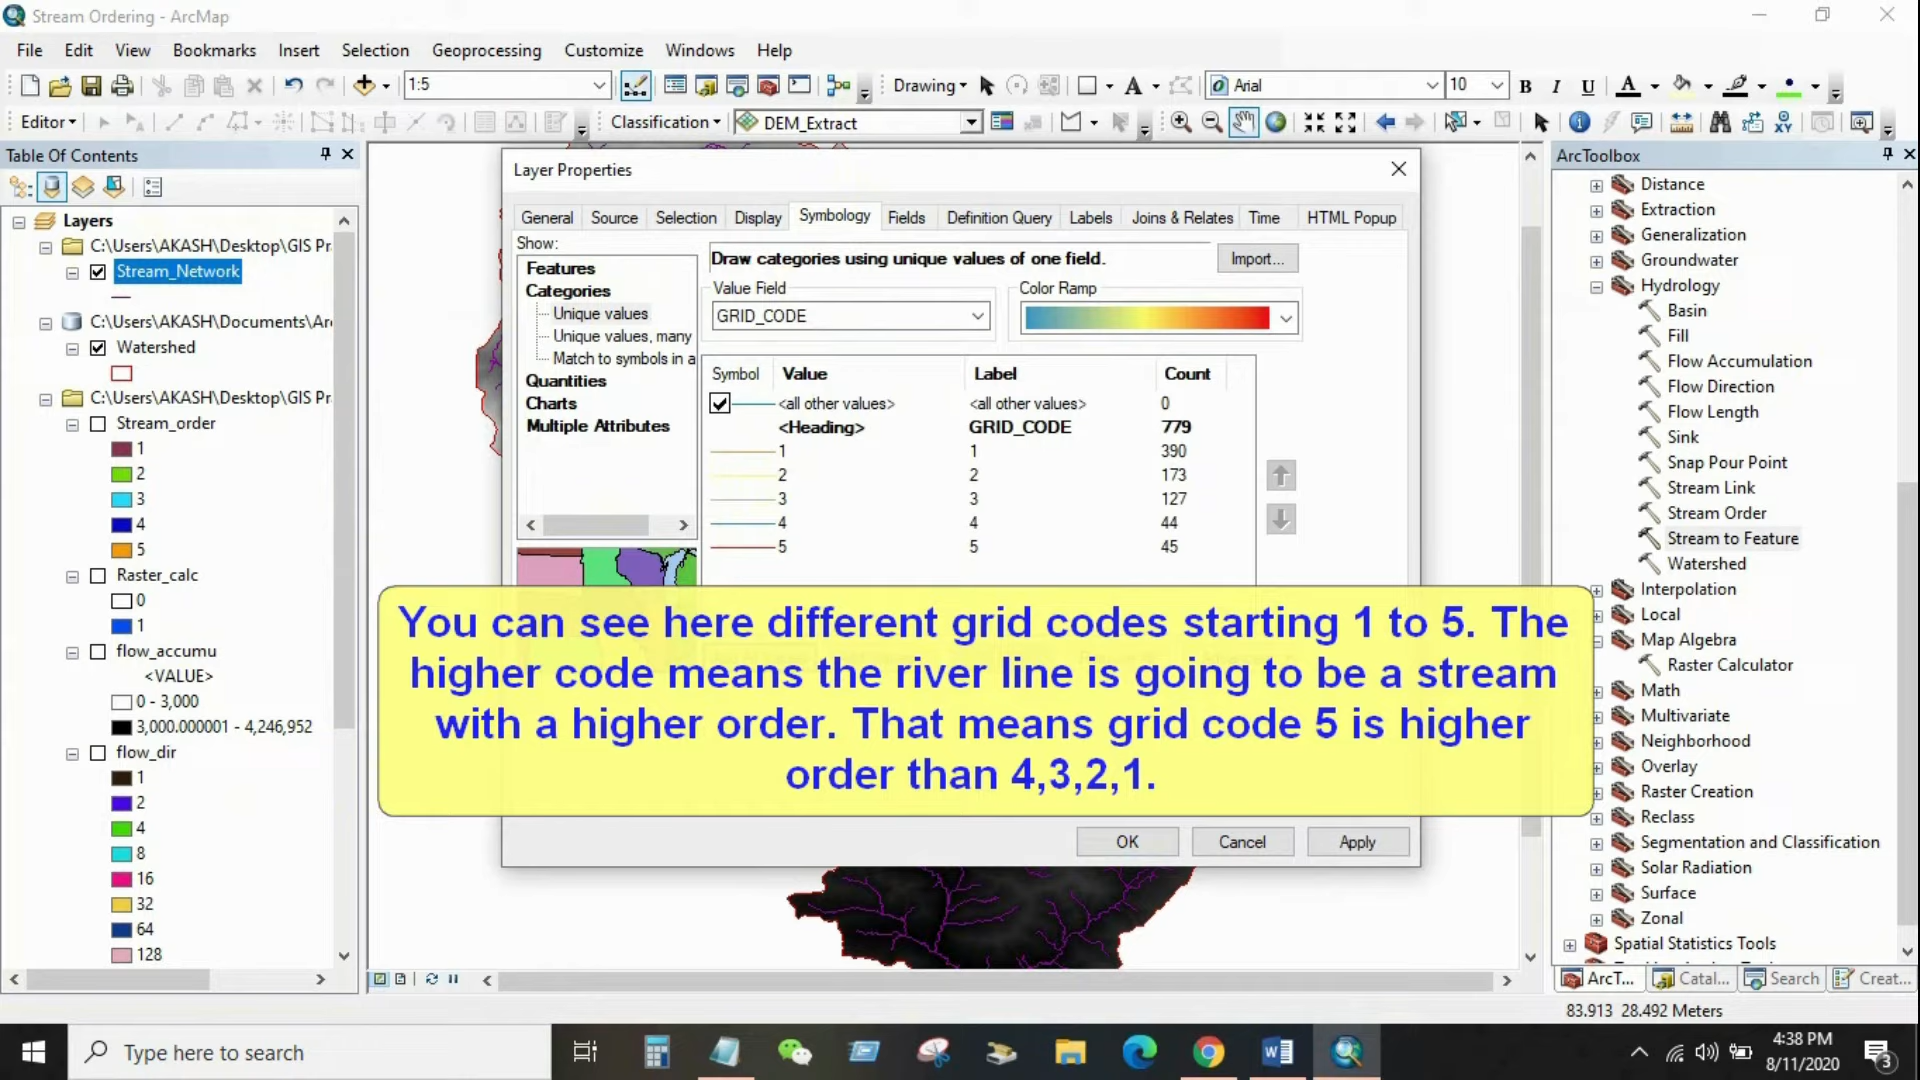 Stream Ordering - ArcMap
File Edit View Bookmarks Insert Selection Geoprocessing Customize Windows Help
1:5 Drawing Arial 10 B I U
Editor Classification DEM_Extract
Table Of Contents
Layers
C:\Users\AKASH\Desktop\GIS Pr
Stream_Network
C:\Users\AKASH\Documents\Ar
Watershed
C:\Users\AKASH\Desktop\GIS Pr
Stream_order
1
2
3
4
5
Raster_calc
0
1
flow_accumu
<VALUE>
0 - 3,000
3,000.000001 - 4,246,952
flow_dir
1
2
4
8
16
32
64
128
Layer Properties
General Source Selection Display Symbology Fields Definition Query Labels Joins & Relates Time HTML Popup
Show:
Features
Categories
Unique values
Unique values, many
Match to symbols in a
Quantities
Charts
Multiple Attributes
Draw categories using unique values of one field.
Import...
Value Field
GRID_CODE
Color Ramp
Symbol Value Label Count
<all other values> <all other values> 0
<Heading> GRID_CODE 779
1 1 390
2 2 173
3 3 127
4 4 44
5 5 45
You can see here different grid codes starting 1 to 5. The
higher code means the river line is going to be a stream
with a higher order. That means grid code 5 is higher
order than 4,3,2,1.
OK Cancel Apply
ArcToolbox
Distance
Extraction
Generalization
Groundwater
Hydrology
Basin
Fill
Flow Accumulation
Flow Direction
Flow Length
Sink
Snap Pour Point
Stream Link
Stream Order
Stream to Feature
Watershed
Interpolation
Local
Map Algebra
Raster Calculator
Math
Multivariate
Neighborhood
Overlay
Raster Creation
Reclass
Segmentation and Classification
Solar Radiation
Surface
Zonal
Spatial Statistics Tools
ArcT... Catal... Search Creat...
83.913 28.492 Meters
Type here to search
4:38 PM
8/11/2020
3